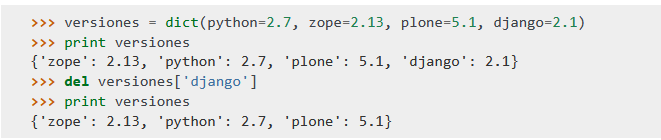 >>> versiones = dict(python=2.7, zope=2.13, plone=5.1, django=2.1)
>>> print versiones
{'zope': 2.13, 'python': 2.7, 'plone': 5.1, 'django': 2.1}
>>> del versiones['django']
>>> print versiones
{'zope': 2.13, 'python': 2.7, 'plone': 5.1}